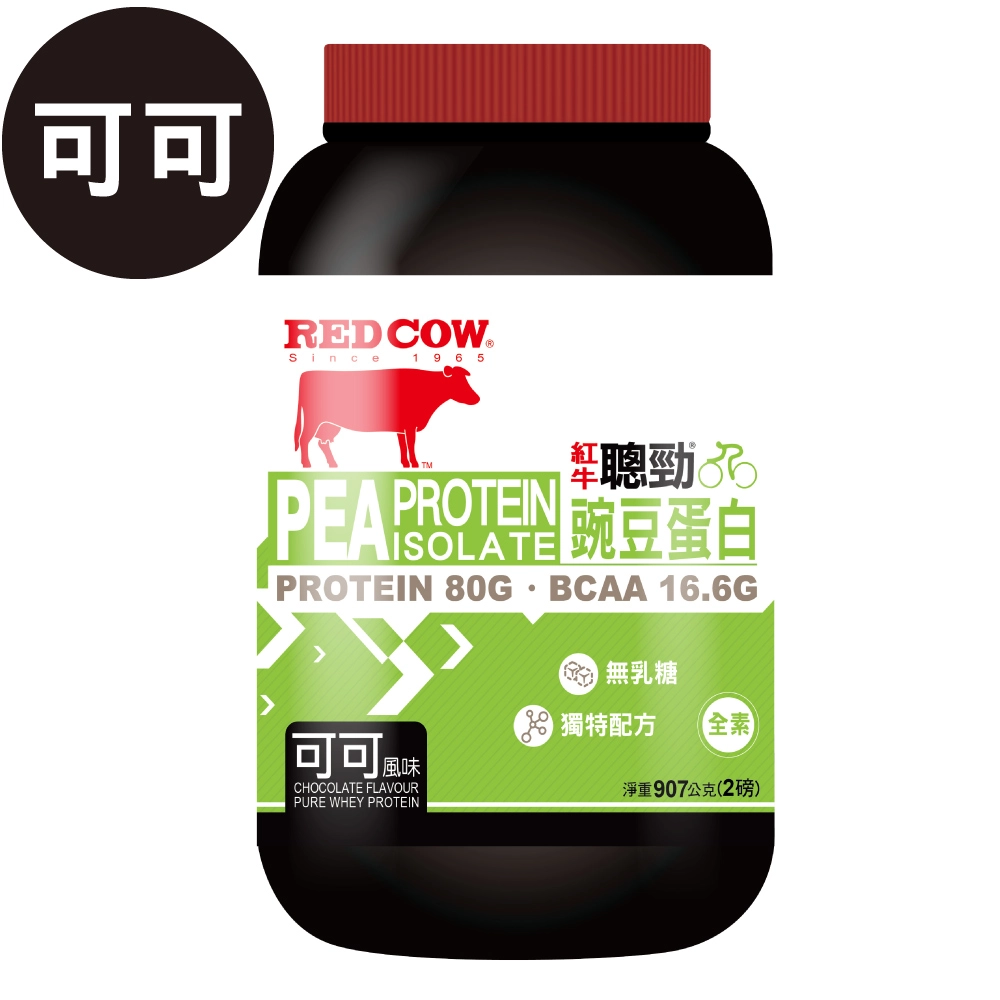 可可
RED COW®
Since 1965
TM
紅牛聰勁®
PEA PROTEIN ISOLATE
豌豆蛋白
PROTEIN 80G · BCAA 16.6G
無乳糖
獨特配方
全素
可可風味
CHOCOLATE FLAVOUR
PURE WHEY PROTEIN
淨重907公克(2磅)